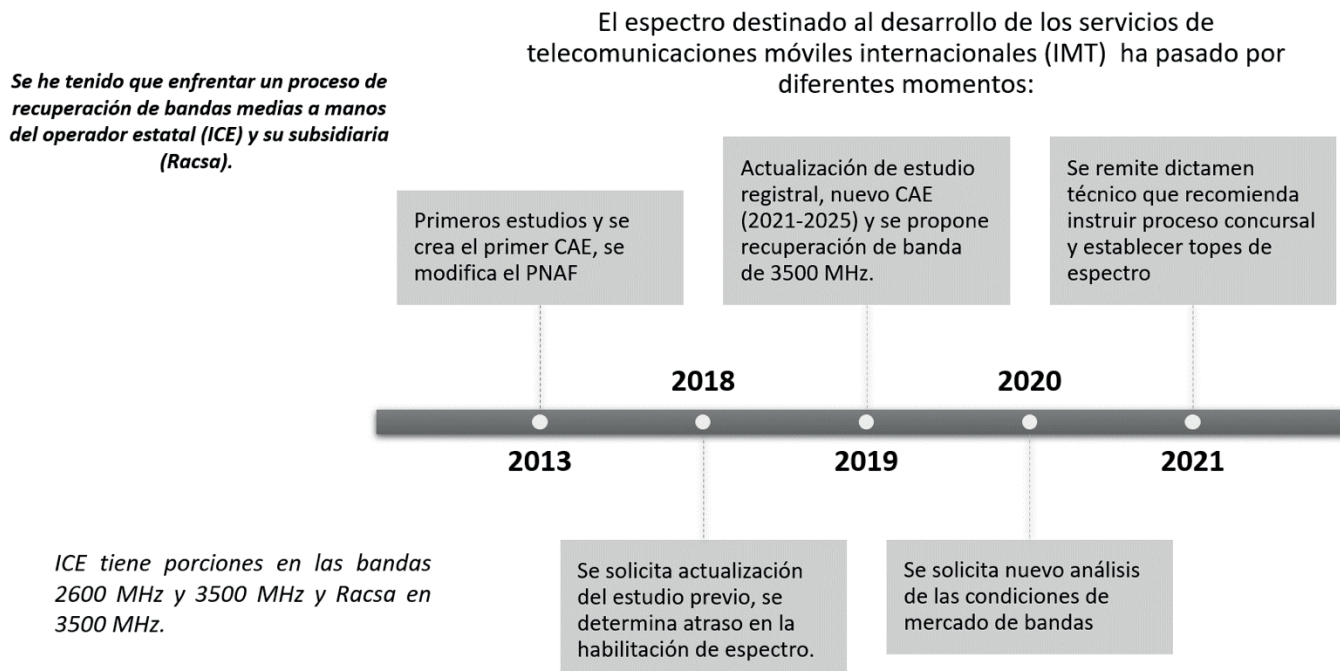 El espectro destinado al desarrollo de los servicios de
telecomunicaciones móviles internacionales (IMT) ha pasado por
diferentes momentos:
Se he tenido que enfrentar un proceso de
recuperación de bandas medias a manos
del operador estatal (ICE) y su subsidiaria
(Racsa).
Primeros estudios y se
crea el primer CAE, se
modifica el PNAF
Actualización de estudio
registral, nuevo CAE
(2021-2025) y se propone
recuperación de banda
de 3500 MHz.
Se remite dictamen
técnico que recomienda
instruir proceso concursal
y establecer topes de
espectro
2018
2020
2013
2019
2021
ICE tiene porciones en las bandas
2600 MHz y 3500 MHz y Racsa en
3500 MHz.
Se solicita actualización
del estudio previo, se
determina atraso en la
habilitación de espectro.
Se solicita nuevo análisis
de las condiciones de
mercado de bandas